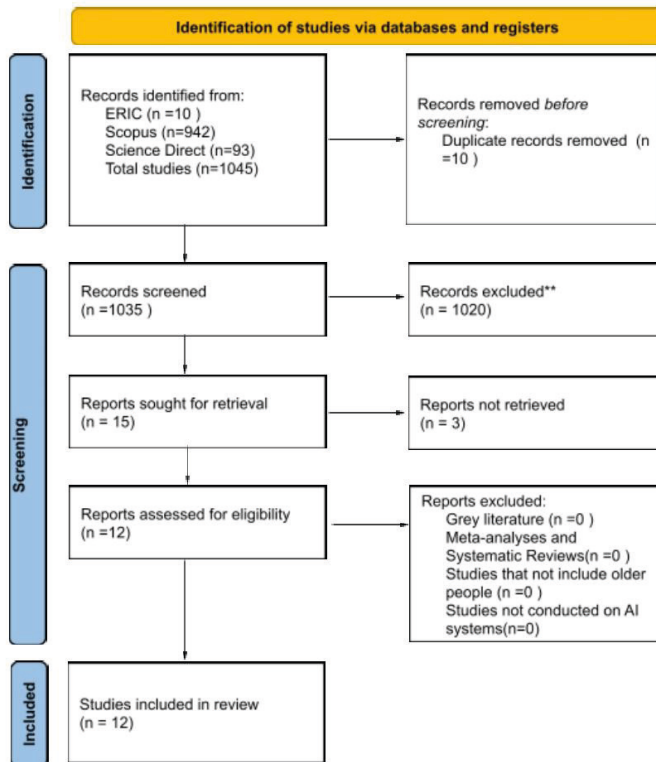 Identification of studies via databases and registers
Identification
Records identified from:
ERIC (n =10 )
Scopus (n=942)
Science Direct (n=93)
Total studies (n=1045)
Records removed before
screening:
Duplicate records removed (n
=10 )
Screening
Records screened
(n =1035 )
Records excluded**
(n = 1020)
Reports sought for retrieval
(n = 15)
Reports not retrieved
(n = 3)
Reports assessed for eligibility
(n =12)
Reports excluded:
Grey literature (n =0 )
Meta-analyses and
Systematic Reviews(n =0 )
Studies that not include older
people (n =0 )
Studies not conducted on AI
systems(n=0)
Included
Studies included in review
(n = 12)